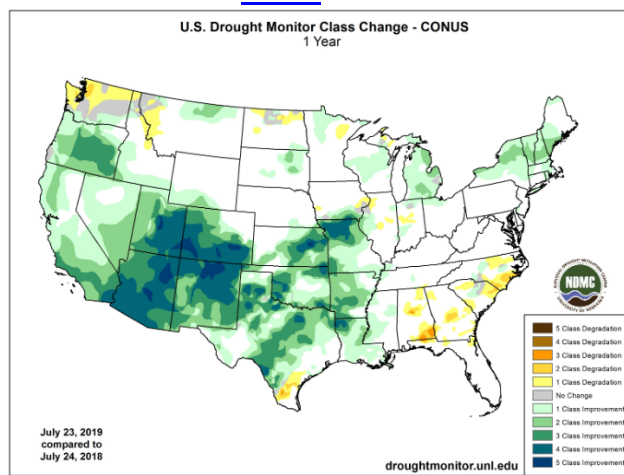 U.S. Drought Monitor Class Change - CONUS
1 Year
NDMC
5 Class Degradation
4 Class Degradation
3 Class Degradation
2 Class Degradation
1 Class Degradation
No Change
1 Class Improvement
2 Class Improvement
3 Class Improvement
4 Class Improvement
5 Class Improvement
July 23, 2019
compared to
July 24, 2018
droughtmonitor.unl.edu